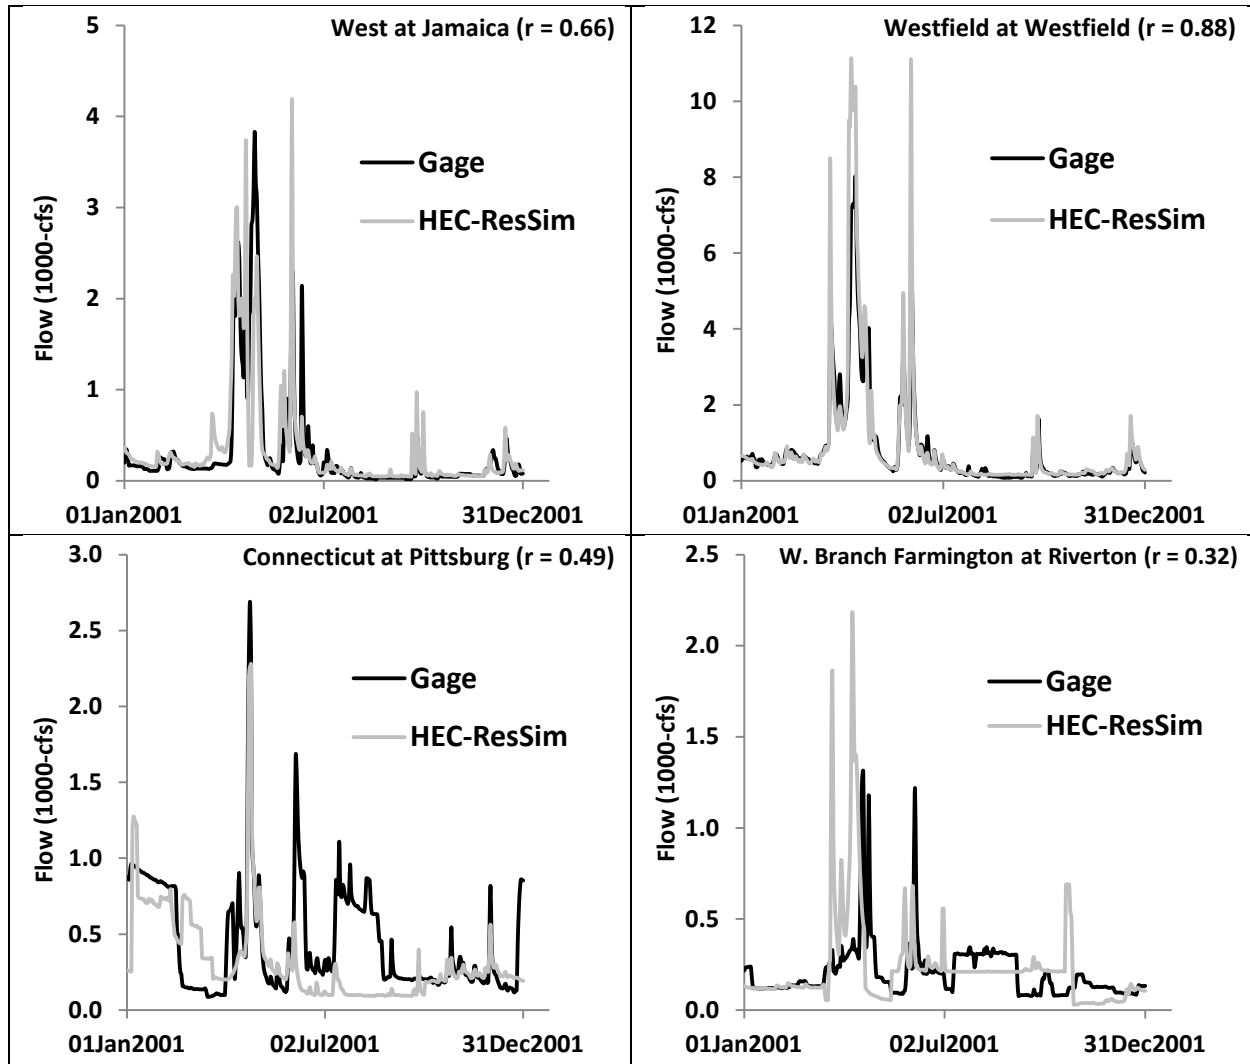 West at Jamaica (r = 0.66)
5
4
3
2
1
0
Flow (1000-cfs)
Gage
HEC-ResSim
01Jan2001 02Jul2001 31Dec2001
Westfield at Westfield (r = 0.88)
12
10
8
6
4
2
0
Flow (1000-cfs)
Gage
HEC-ResSim
01Jan2001 02Jul2001 31Dec2001
Connecticut at Pittsburg (r = 0.49)
3.0
2.5
2.0
1.5
1.0
0.5
0.0
Flow (1000-cfs)
Gage
HEC-ResSim
01Jan2001 02Jul2001 31Dec2001
W. Branch Farmington at Riverton (r = 0.32)
2.5
2.0
1.5
1.0
0.5
0.0
Flow (1000-cfs)
Gage
HEC-ResSim
01Jan2001 02Jul2001 31Dec2001